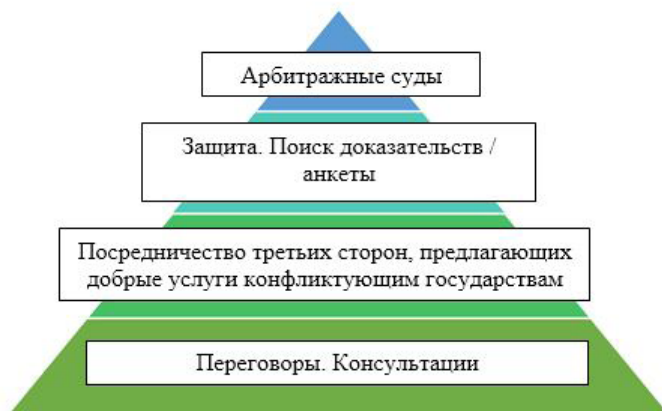 Арбитражные суды
Защита. Поиск доказательств /
анкеты
Посредничество третьих сторон, предлагающих
добрые услуги конфликтующим государствам
Переговоры. Консультации